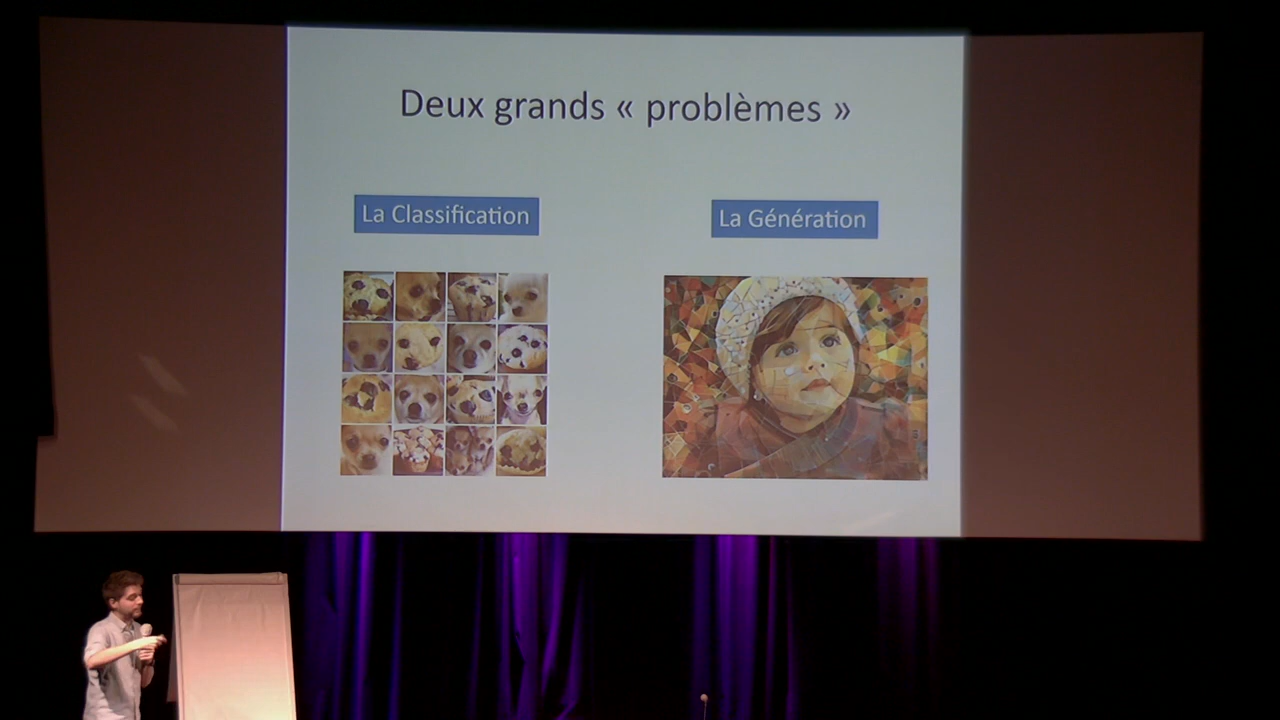 Deux grands « problèmes »
La Classification
La Génération